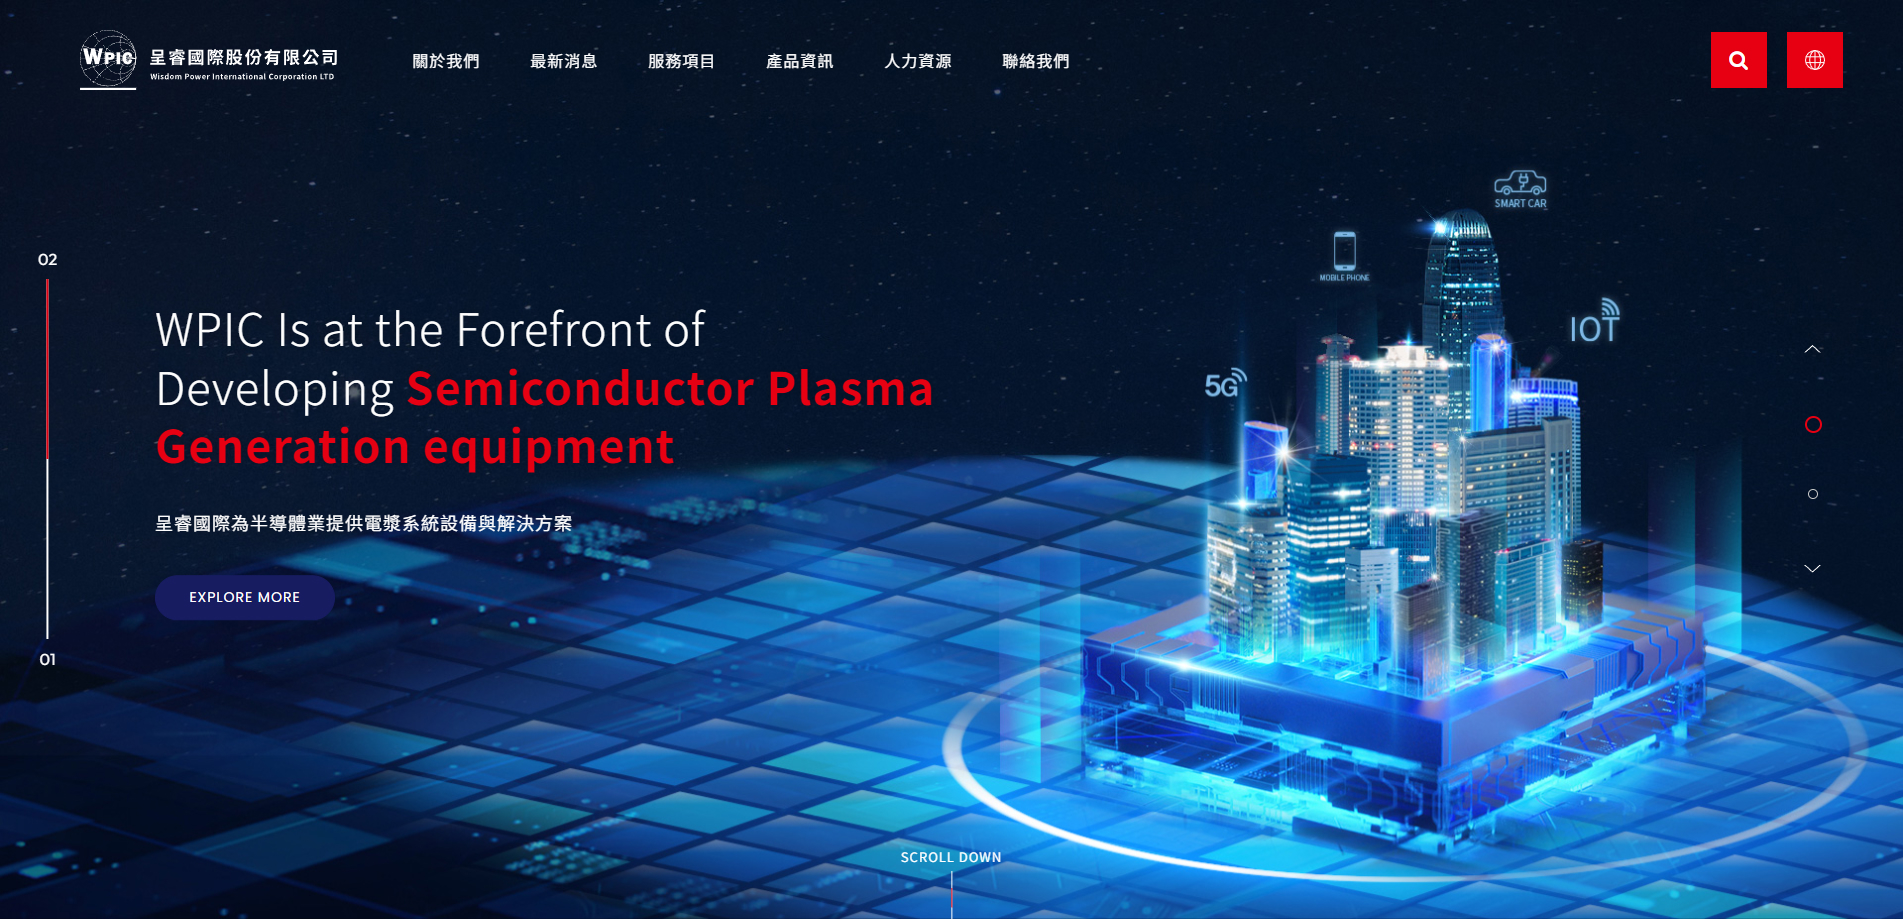 WPIC
呈睿國際股份有限公司
Wisdom Power International Corporation LTD
關於我們
最新消息
服務項目
產品資訊
人力資源
聯絡我們
SMART CAR
MOBILE PHONE
IOT
5G
02
01
WPIC Is at the Forefront of
Developing Semiconductor Plasma
Generation equipment
呈睿國際為半導體業提供電漿系統設備與解決方案
EXPLORE MORE
SCROLL DOWN